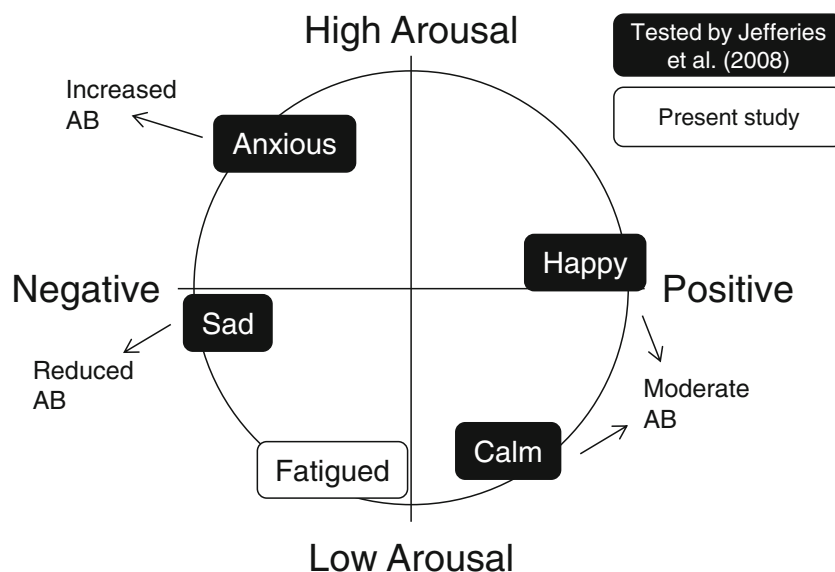 High Arousal
Tested by Jefferies
et al. (2008)
Present study
Increased
AB
Anxious
Happy
Negative
Positive
Sad
Reduced
AB
Moderate
AB
Calm
Fatigued
Low Arousal